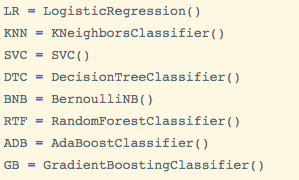 LR = LogisticRegression()
KNN = KNeighborsClassifier()
SVC = SVC()
DTC = DecisionTreeClassifier()
BNB = BernoulliNB()
RTF = RandomForestClassifier()
ADB = AdaBoostClassifier()
GB = GradientBoostingClassifier()